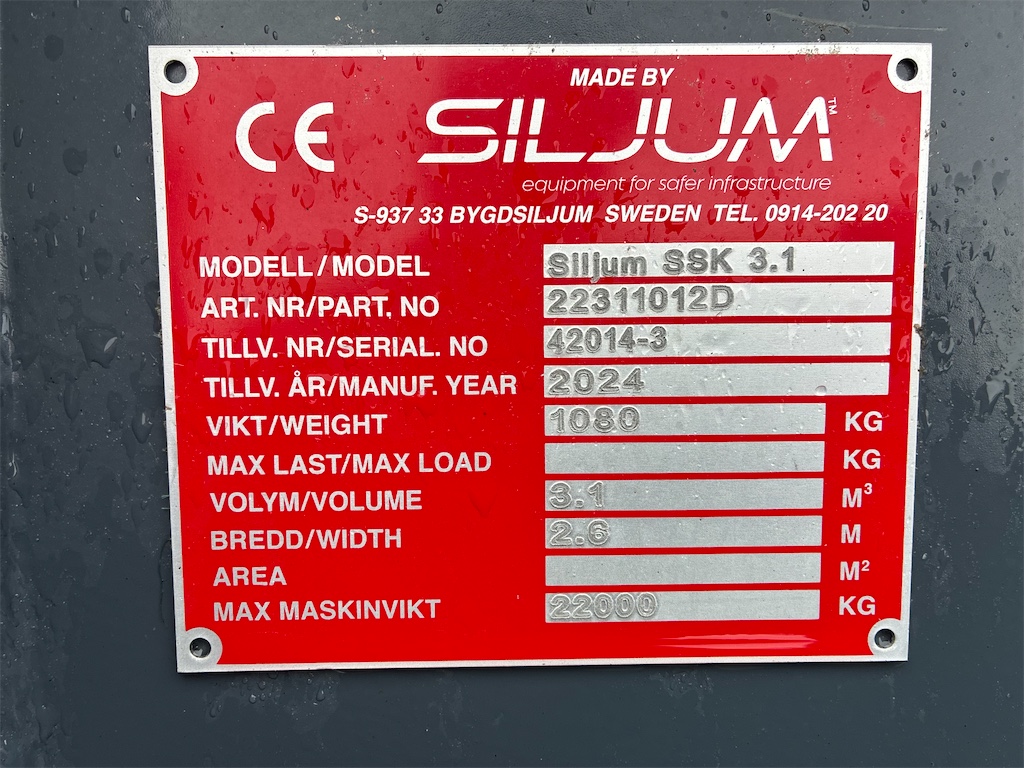 CE
MADE BY
SILJUM™
equipment for safer infrastructure
S-937 33 BYGDSILJUM SWEDEN TEL. 0914-202 20
MODELL/MODEL Siljum SSK 3.1
ART. NR/PART. NO 22311012D
TILLV. NR/SERIAL. NO 42014-3
TILLV. ÅR/MANUF. YEAR 2024
VIKT/WEIGHT 1080 KG
MAX LAST/MAX LOAD KG
VOLYM/VOLUME 3.1 M³
BREDD/WIDTH 2.6 M
AREA M²
MAX MASKINVIKT 22000 KG